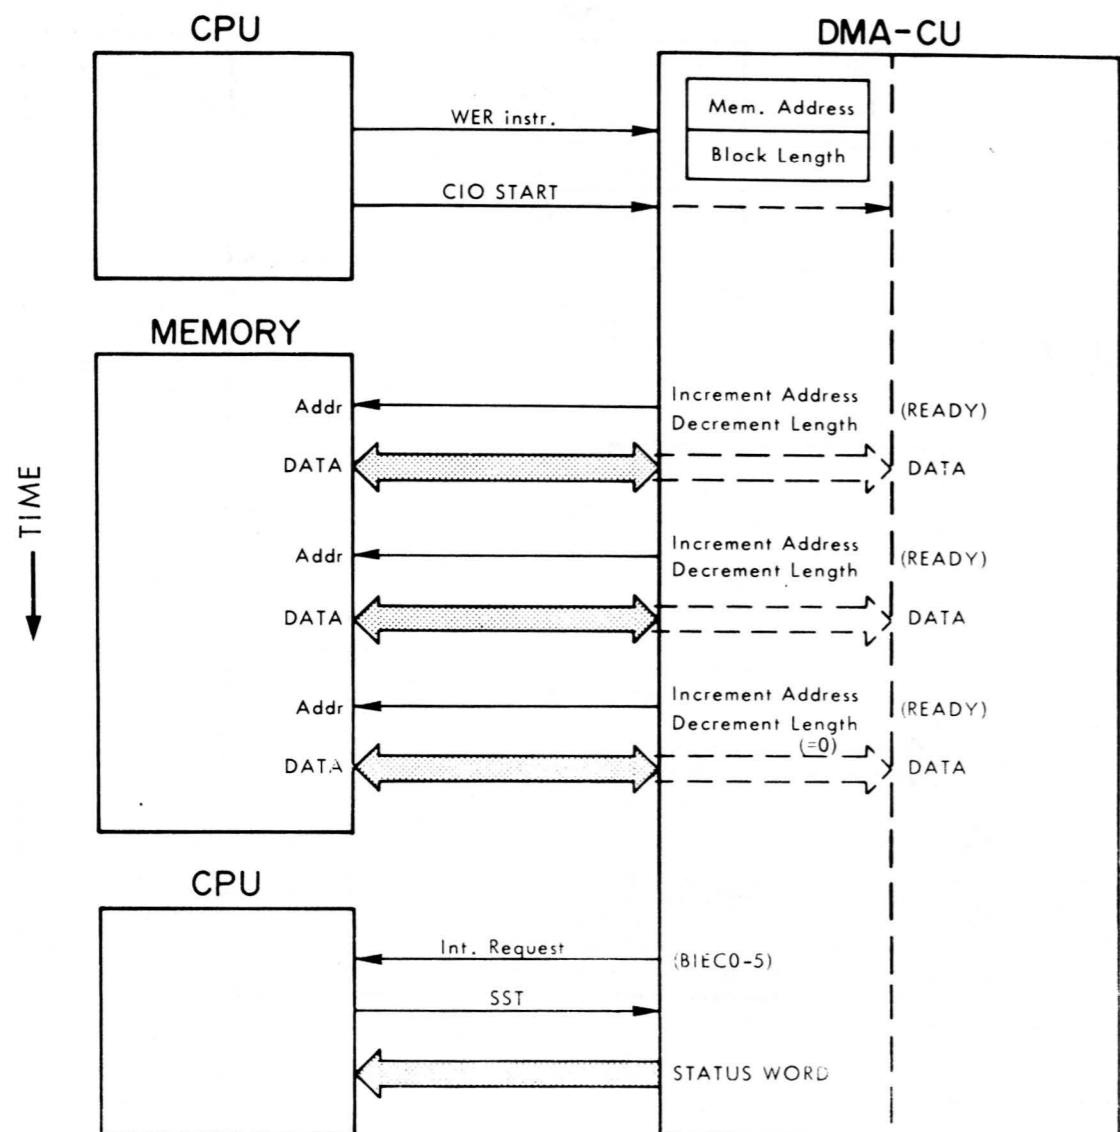 CPU
DMA-CU
WER instr.
Mem. Address
Block Length
CIO START
MEMORY
Addr
Increment Address
Decrement Length
(READY)
DATA
DATA
TIME
Addr
Increment Address
Decrement Length
(READY)
DATA
DATA
Addr
Increment Address
Decrement Length
(=0)
(READY)
DATA
DATA
CPU
Int. Request
(BIEC0-5)
SST
STATUS WORD